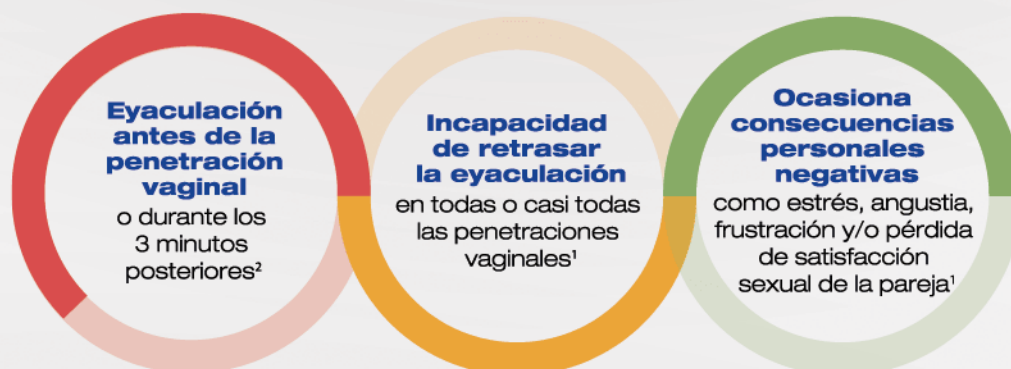 Eyaculación
antes de la
penetración
vaginal
o durante los
3 minutos
posteriores²
Incapacidad
de retrasar
la eyaculación
en todas o casi todas
las penetraciones
vaginales¹
Ocasiona
consecuencias
personales
negativas
como estrés, angustia,
frustración y/o pérdida
de satisfacción
sexual de la pareja¹